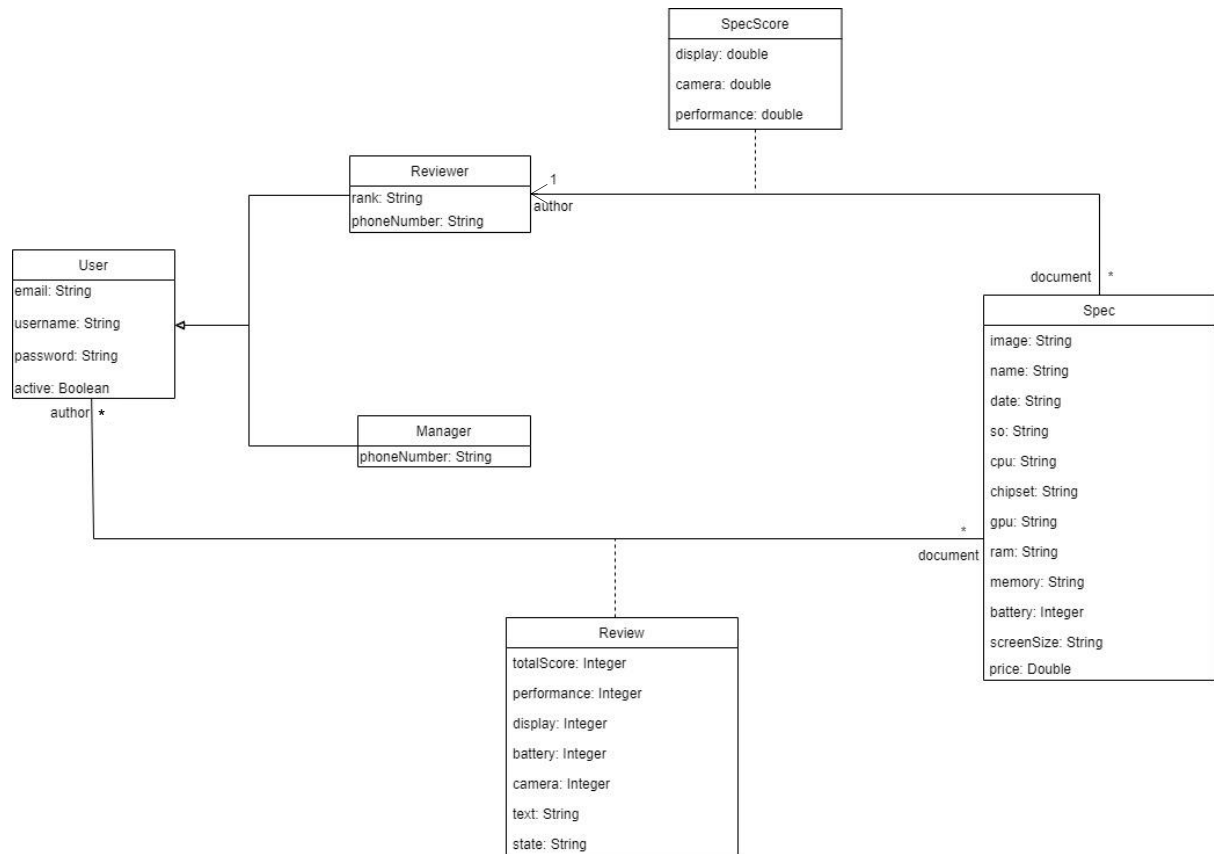 SpecScore
display: double
camera: double
performance: double
Reviewer
rank: String
phoneNumber: String
1
author
User
email: String
username: String
password: String
active: Boolean
author *
Manager
phoneNumber: String
document *
Spec
image: String
name: String
date: String
so: String
cpu: String
chipset: String
gpu: String
ram: String
memory: String
battery: Integer
screenSize: String
price: Double
*
document
Review
totalScore: Integer
performance: Integer
display: Integer
battery: Integer
camera: Integer
text: String
state: String